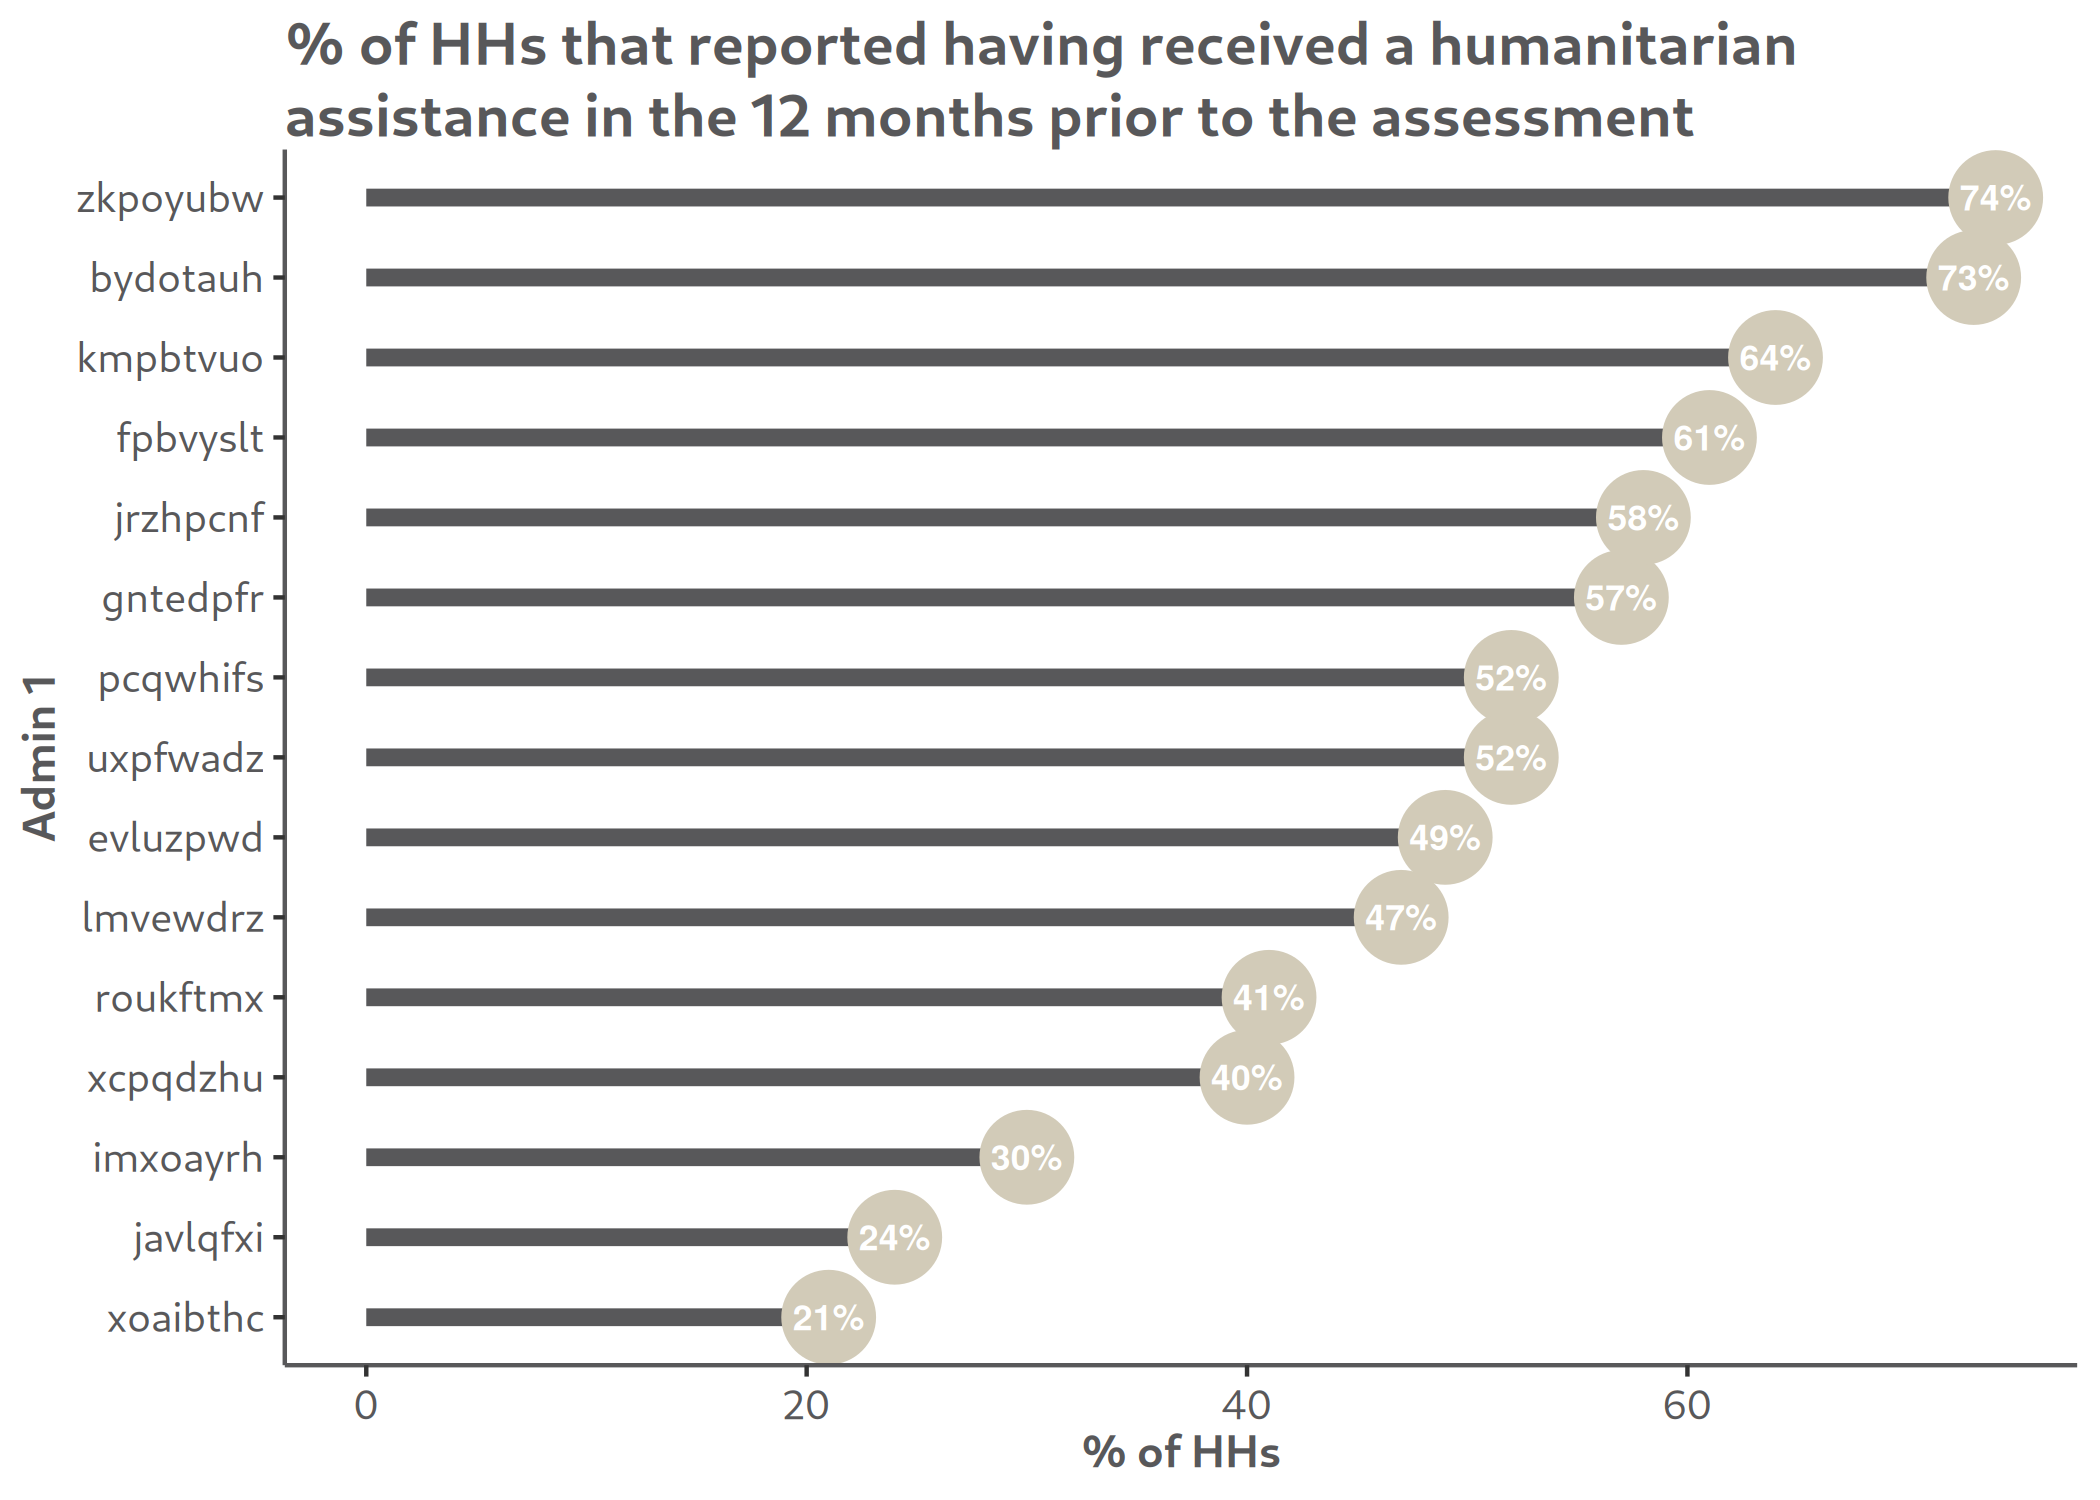 % of HHs that reported having received a humanitarian
assistance in the 12 months prior to the assessment
zkpoyubw 74%
bydotauh 73%
kmpbtvuo 64%
fpbvyslt 61%
jrzhpcnf 58%
gntedpfr 57%
pcqwhifs 52%
uxpfwadz 52%
evluzpwd 49%
lmvewdrz 47%
roukftmx 41%
xcpqdzhu 40%
imxoayrh 30%
javlqfxi 24%
xoaibthc 21%
Admin 1
0 20 40 60
% of HHs